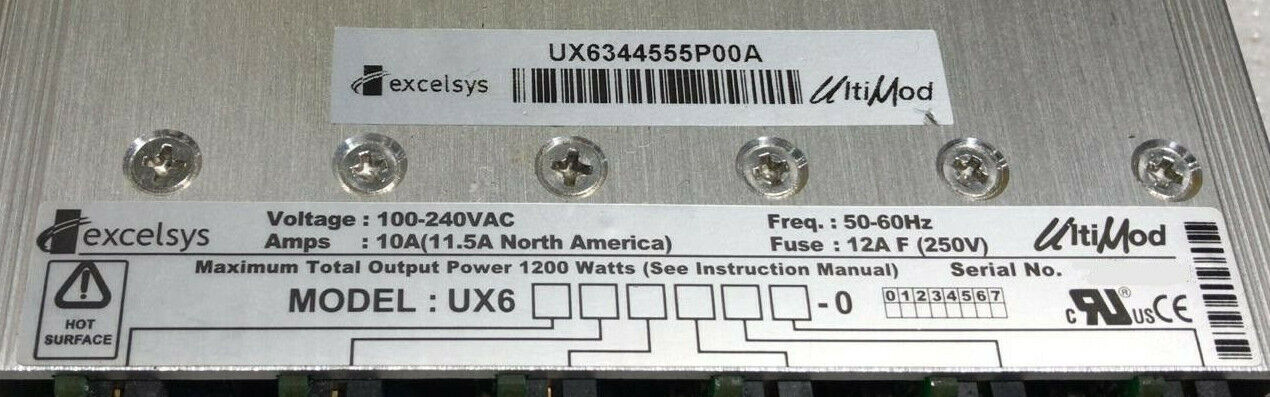 UX6344555P00A
excelsys UltiMod
excelsys Voltage : 100-240VAC Freq. : 50-60Hz UltiMod
Amps : 10A(11.5A North America) Fuse : 12A F (250V)
Maximum Total Output Power 1200 Watts (See Instruction Manual) Serial No.
MODEL : UX6 -0 01234567
HOT
SURFACE
c RU ® US CE